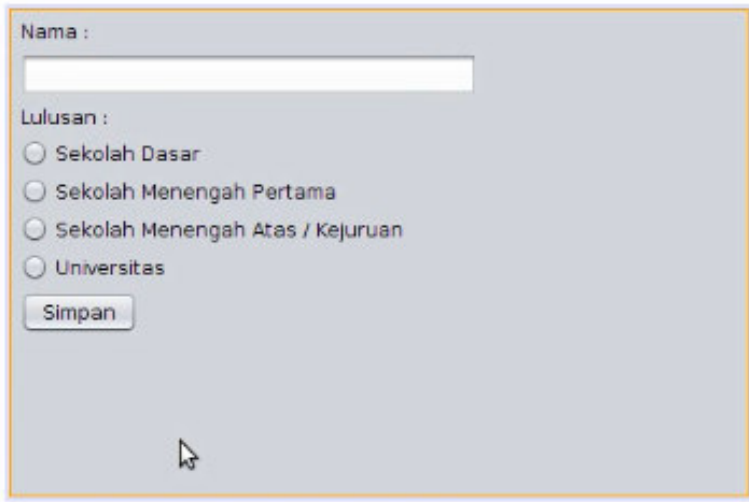 Nama :
Lulusan :
Sekolah Dasar
Sekolah Menengah Pertama
Sekolah Menengah Atas / Kejuruan
Universitas
Simpan